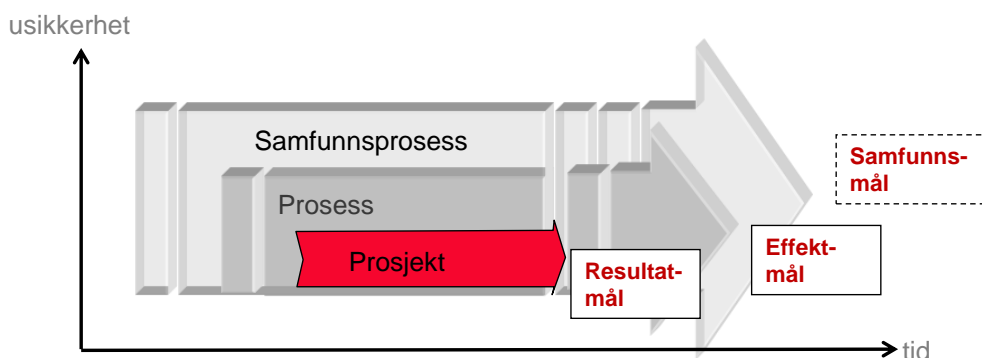 usikkerhet
Samfunnsprosess
Samfunns-
mål
Prosess
Prosjekt
Resultat-
mål
Effekt-
mål
tid